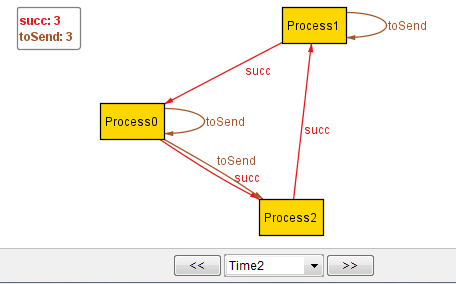 succ: 3
toSend: 3
Process1
toSend
succ
Process0
toSend
succ
toSend
succ
Process2
<<
Time2
>>